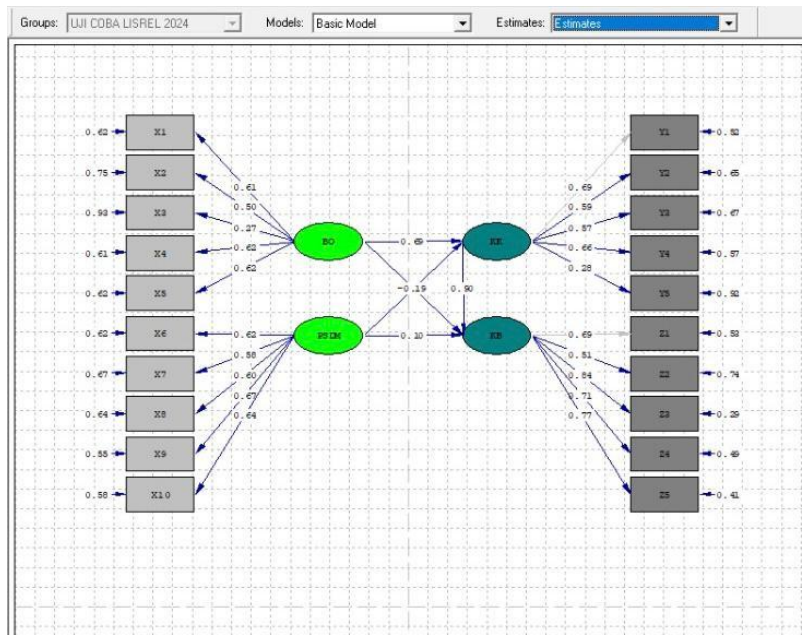 Groups: UJI COBA LISREL 2024 Models: Basic Model Estimates: Estimates
0.62 X1
0.75 X2
0.93 X3
0.61 X4
0.62 X5
0.62 X6
0.67 X7
0.64 X8
0.55 X9
0.58 X10
0.61
0.50
0.27
0.62
0.62
0.62
0.58
0.60
0.67
0.64
BO
PSDM
0.69
-0.19
0.90
0.10
KK
0.69
0.59
0.57
0.66
0.28
0.69
0.51
0.84
0.71
0.77
Y1 0.52
Y2 0.65
Y3 0.67
Y4 0.57
Y5 0.92
Z1 0.53
Z2 0.74
Z3 0.29
Z4 0.49
Z5 0.41